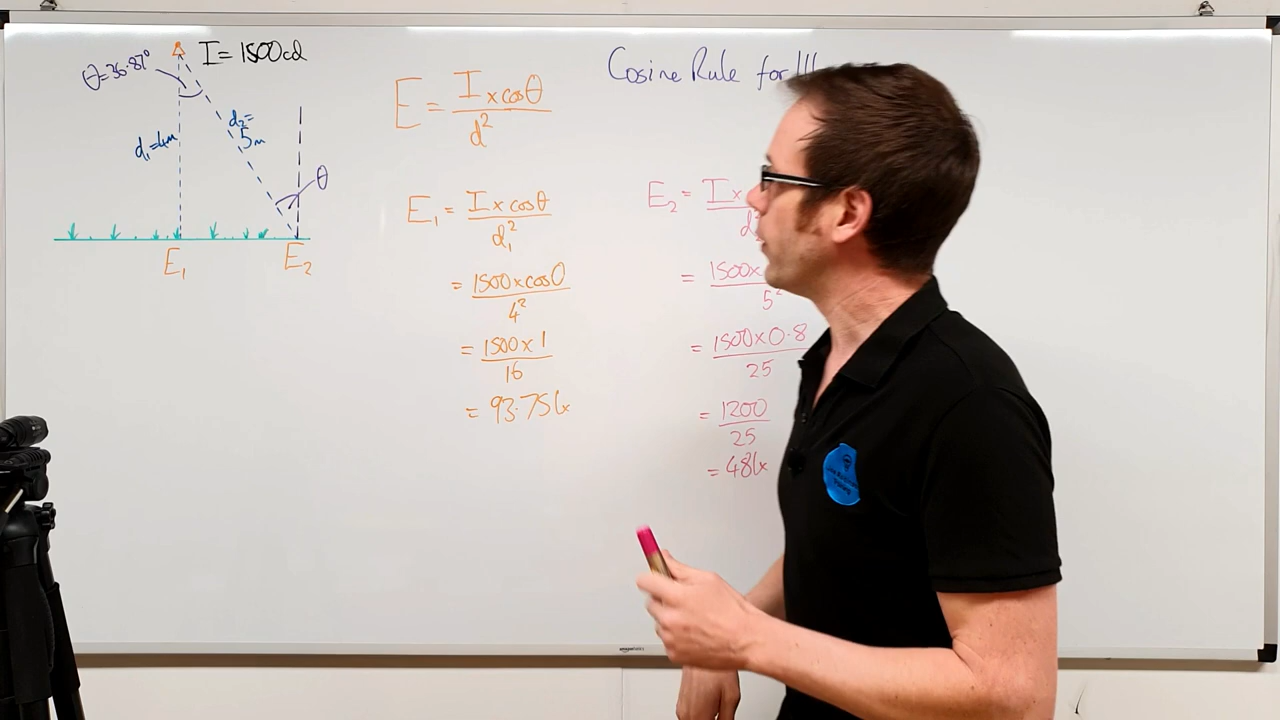 θ=36.87°
I = 1500cd
d₁=4m
d₂=
5m
θ
E₁
E₂
E = I x cosθ
d²
E₁ = I x cosθ
d₁²
= 1500 x cos0
4²
= 1500 x 1
16
= 93.75lx
Cosine Rule for
E₂ = I x
= 1500x
5²
= 1500 x 0.8
25
= 1200
25
= 48lx